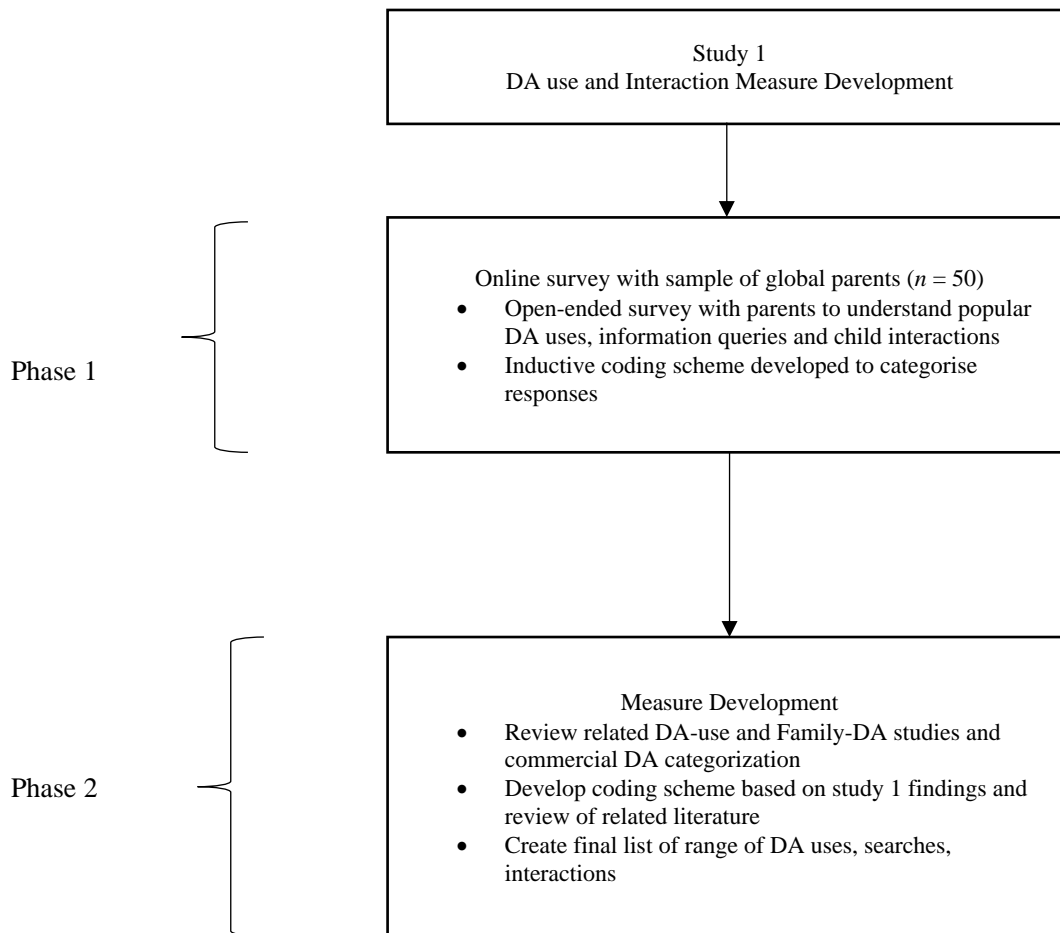 Study 1
DA use and Interaction Measure Development
Phase 1
Online survey with sample of global parents (n = 50)
• Open-ended survey with parents to understand popular
DA uses, information queries and child interactions
• Inductive coding scheme developed to categorise
responses
Phase 2
Measure Development
• Review related DA-use and Family-DA studies and
commercial DA categorization
• Develop coding scheme based on study 1 findings and
review of related literature
• Create final list of range of DA uses, searches,
interactions